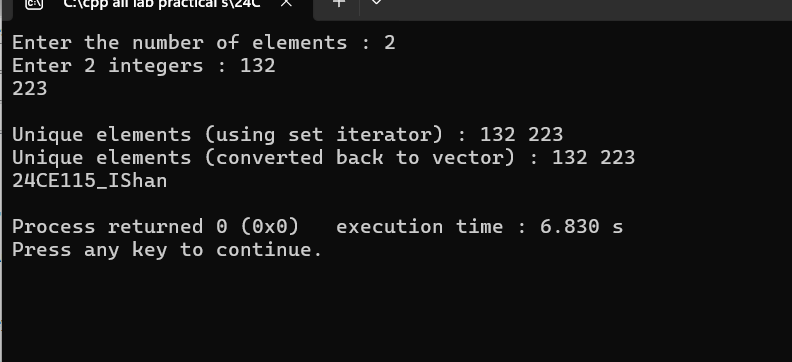 C:\cpp all lab practical s\24C
Enter the number of elements : 2
Enter 2 integers : 132
223
Unique elements (using set iterator) : 132 223
Unique elements (converted back to vector) : 132 223
24CE115_IShan
Process returned 0 (0x0)   execution time : 6.830 s
Press any key to continue.